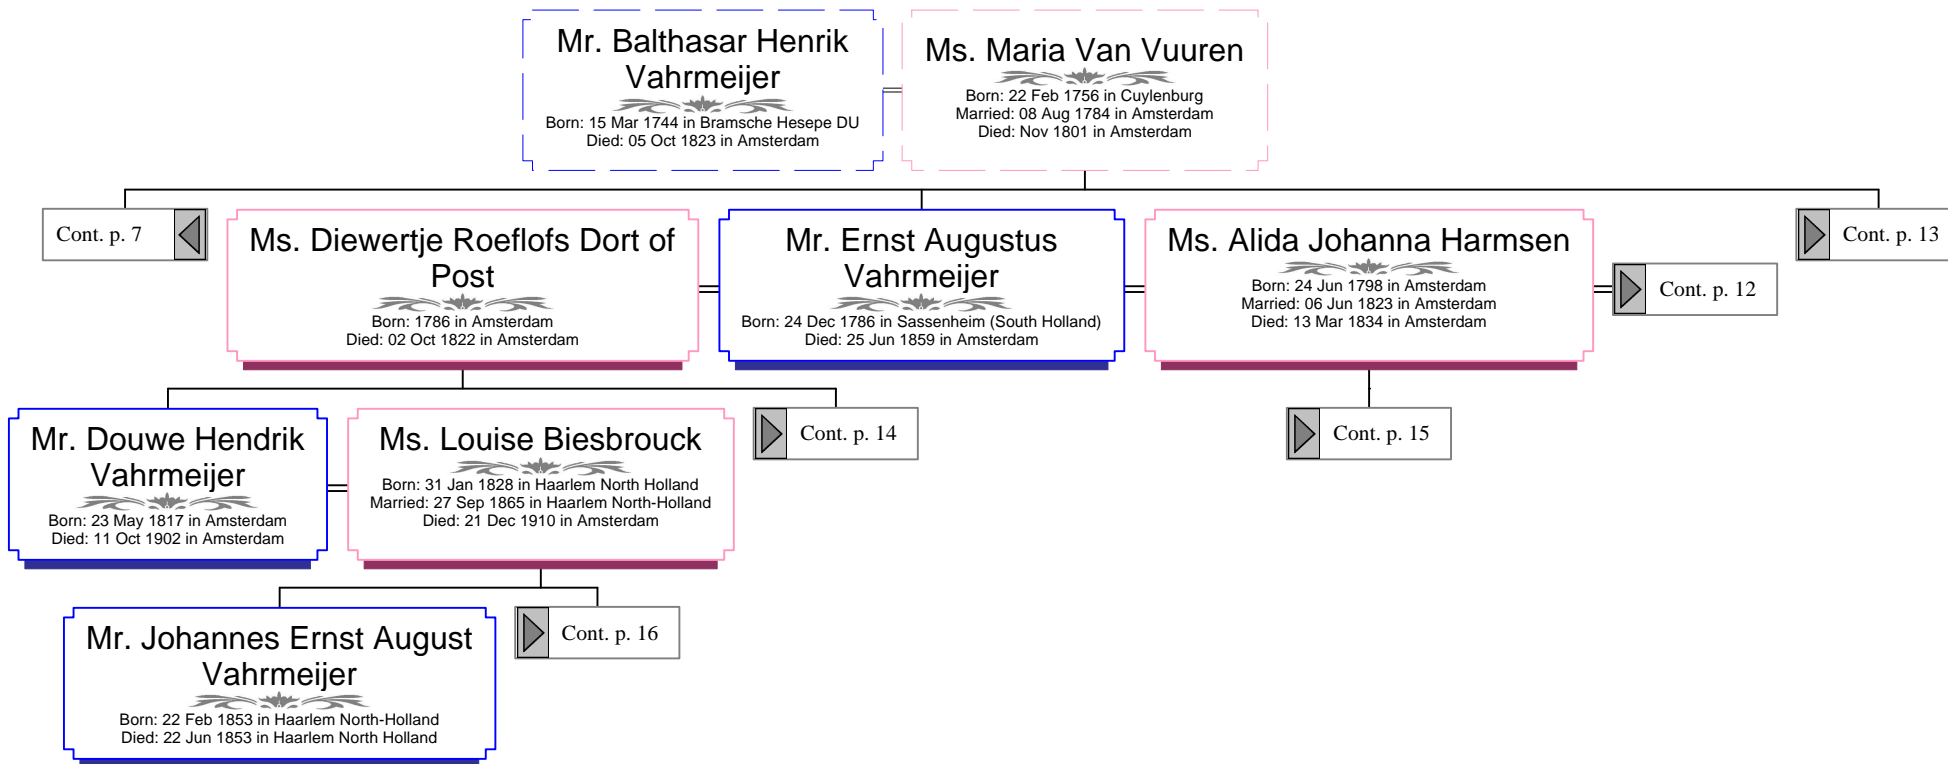 Mr. Balthasar Henrik
Vahrmeijer
Born: 15 Mar 1744 in Bramsche Hesepe DU
Died: 05 Oct 1823 in Amsterdam
Ms. Maria Van Vuuren
Born: 22 Feb 1756 in Cuylenburg
Married: 08 Aug 1784 in Amsterdam
Died: Nov 1801 in Amsterdam
Cont. p. 7
Ms. Diewertje Roeflofs Dort of
Post
Born: 1786 in Amsterdam
Died: 02 Oct 1822 in Amsterdam
Mr. Ernst Augustus
Vahrmeijer
Born: 24 Dec 1786 in Sassenheim (South Holland)
Died: 25 Jun 1859 in Amsterdam
Ms. Alida Johanna Harmsen
Born: 24 Jun 1798 in Amsterdam
Married: 06 Jun 1823 in Amsterdam
Died: 13 Mar 1834 in Amsterdam
Cont. p. 12
Cont. p. 13
Mr. Douwe Hendrik
Vahrmeijer
Born: 23 May 1817 in Amsterdam
Died: 11 Oct 1902 in Amsterdam
Ms. Louise Biesbrouck
Born: 31 Jan 1828 in Haarlem North Holland
Married: 27 Sep 1865 in Haarlem North-Holland
Died: 21 Dec 1910 in Amsterdam
Cont. p. 14
Cont. p. 15
Mr. Johannes Ernst August
Vahrmeijer
Born: 22 Feb 1853 in Haarlem North-Holland
Died: 22 Jun 1853 in Haarlem North Holland
Cont. p. 16